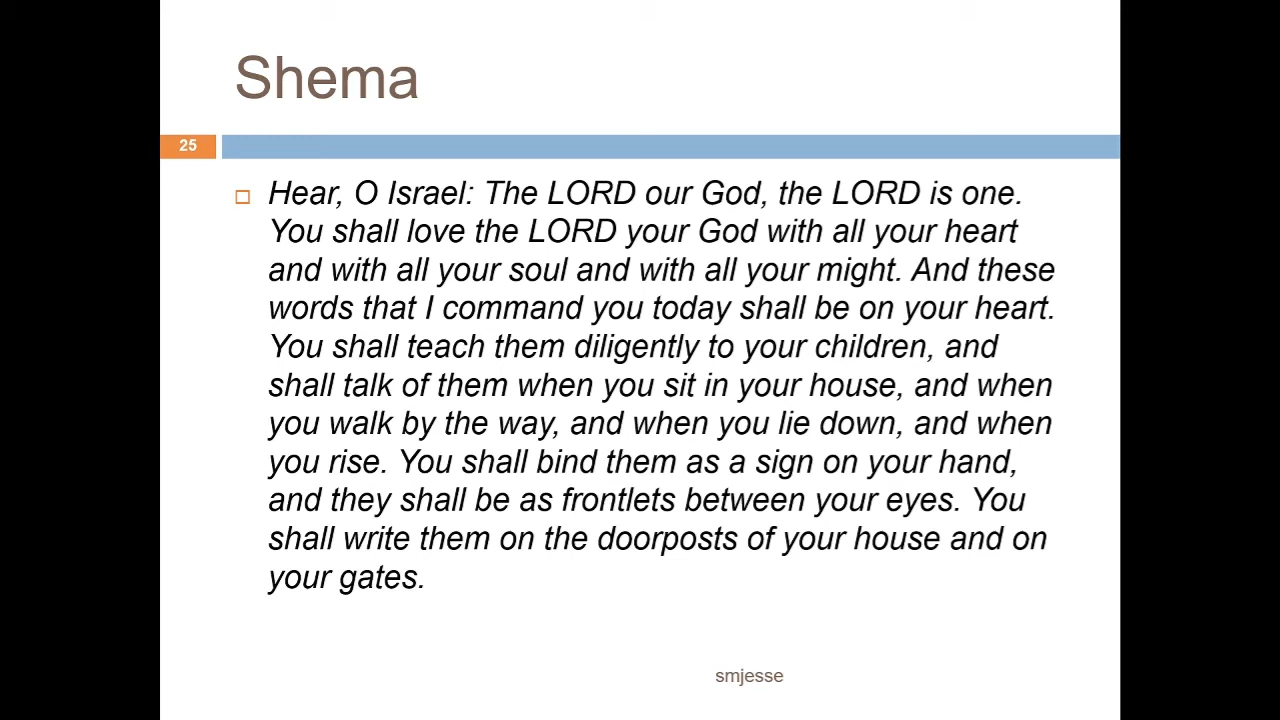 Shema
25
Hear, O Israel: The LORD our God, the LORD is one.
You shall love the LORD your God with all your heart
and with all your soul and with all your might. And these
words that I command you today shall be on your heart.
You shall teach them diligently to your children, and
shall talk of them when you sit in your house, and when
you walk by the way, and when you lie down, and when
you rise. You shall bind them as a sign on your hand,
and they shall be as frontlets between your eyes. You
shall write them on the doorposts of your house and on
your gates.
smjesse